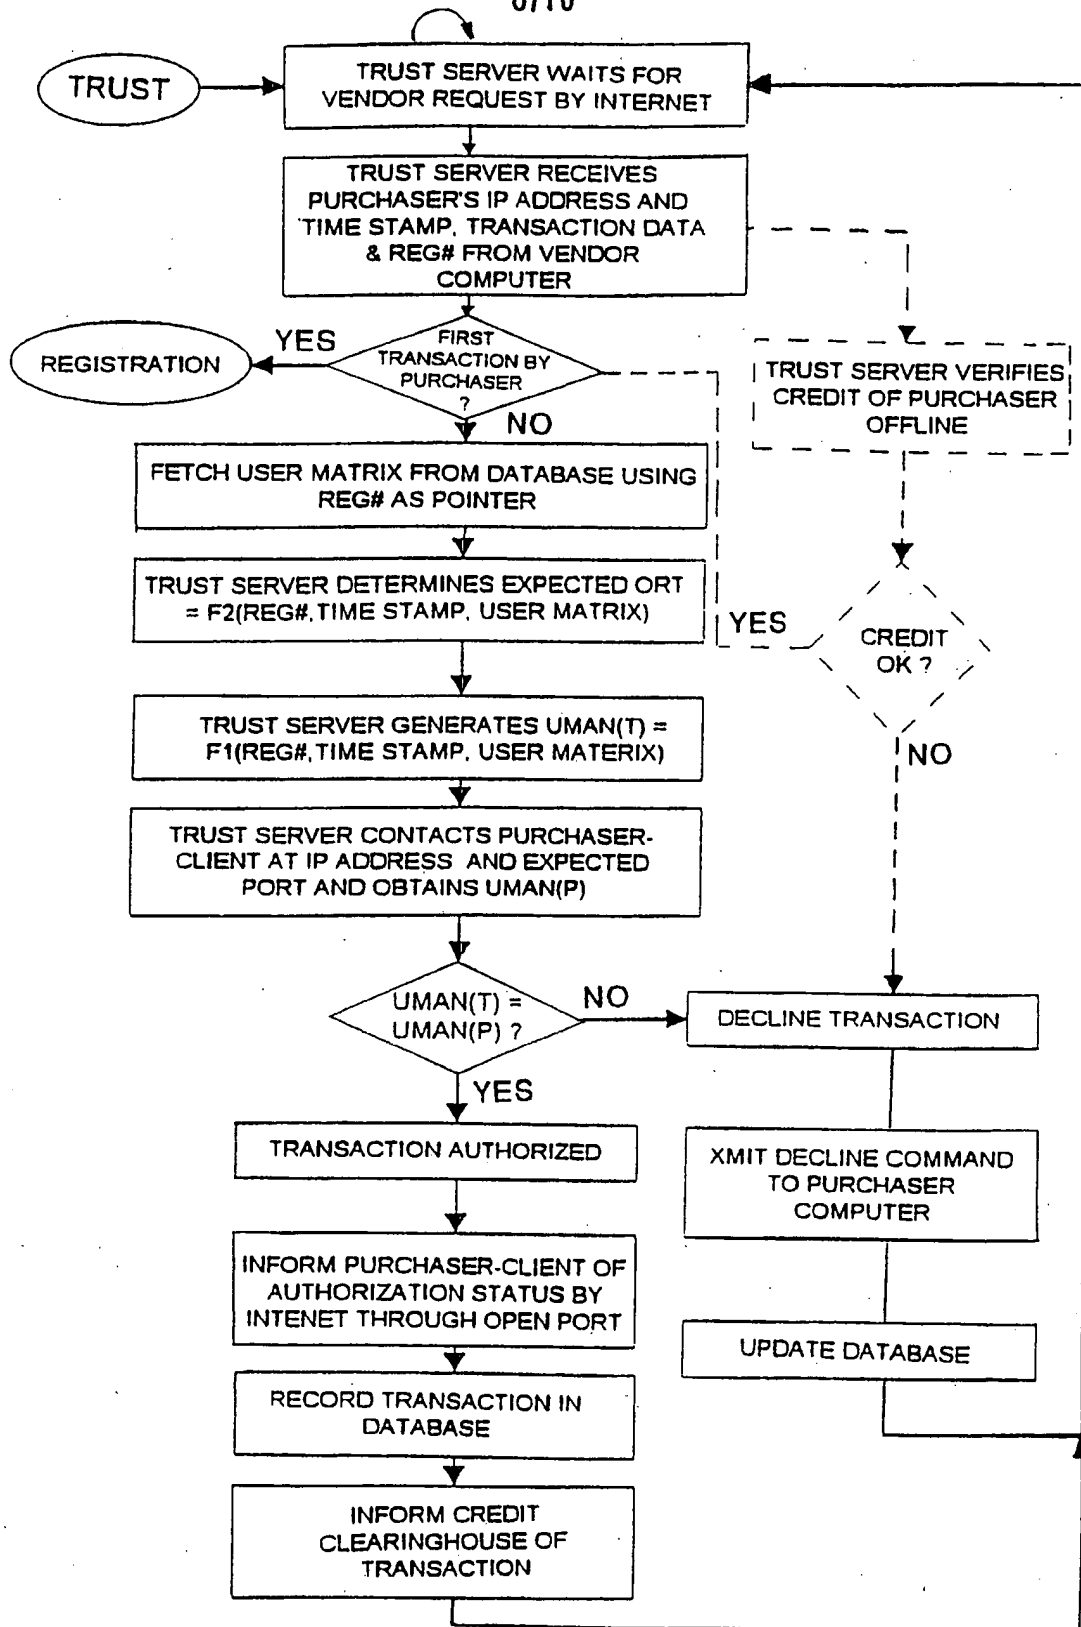 TRUST
TRUST SERVER WAITS FOR
VENDOR REQUEST BY INTERNET
TRUST SERVER RECEIVES
PURCHASER'S IP ADDRESS AND
TIME STAMP, TRANSACTION DATA
& REG# FROM VENDOR
COMPUTER
REGISTRATION
YES
FIRST
TRANSACTION BY
PURCHASER
?
NO
TRUST SERVER VERIFIES
CREDIT OF PURCHASER
OFFLINE
FETCH USER MATRIX FROM DATABASE USING
REG# AS POINTER
TRUST SERVER DETERMINES EXPECTED ORT
= F2(REG#,TIME STAMP, USER MATRIX)
YES
CREDIT
OK ?
NO
TRUST SERVER GENERATES UMAN(T) =
F1(REG#,TIME STAMP, USER MATERIX)
TRUST SERVER CONTACTS PURCHASER-
CLIENT AT IP ADDRESS AND EXPECTED
PORT AND OBTAINS UMAN(P)
UMAN(T) =
UMAN(P) ?
NO
DECLINE TRANSACTION
YES
TRANSACTION AUTHORIZED
XMIT DECLINE COMMAND
TO PURCHASER
COMPUTER
INFORM PURCHASER-CLIENT OF
AUTHORIZATION STATUS BY
INTENET THROUGH OPEN PORT
UPDATE DATABASE
RECORD TRANSACTION IN
DATABASE
INFORM CREDIT
CLEARINGHOUSE OF
TRANSACTION